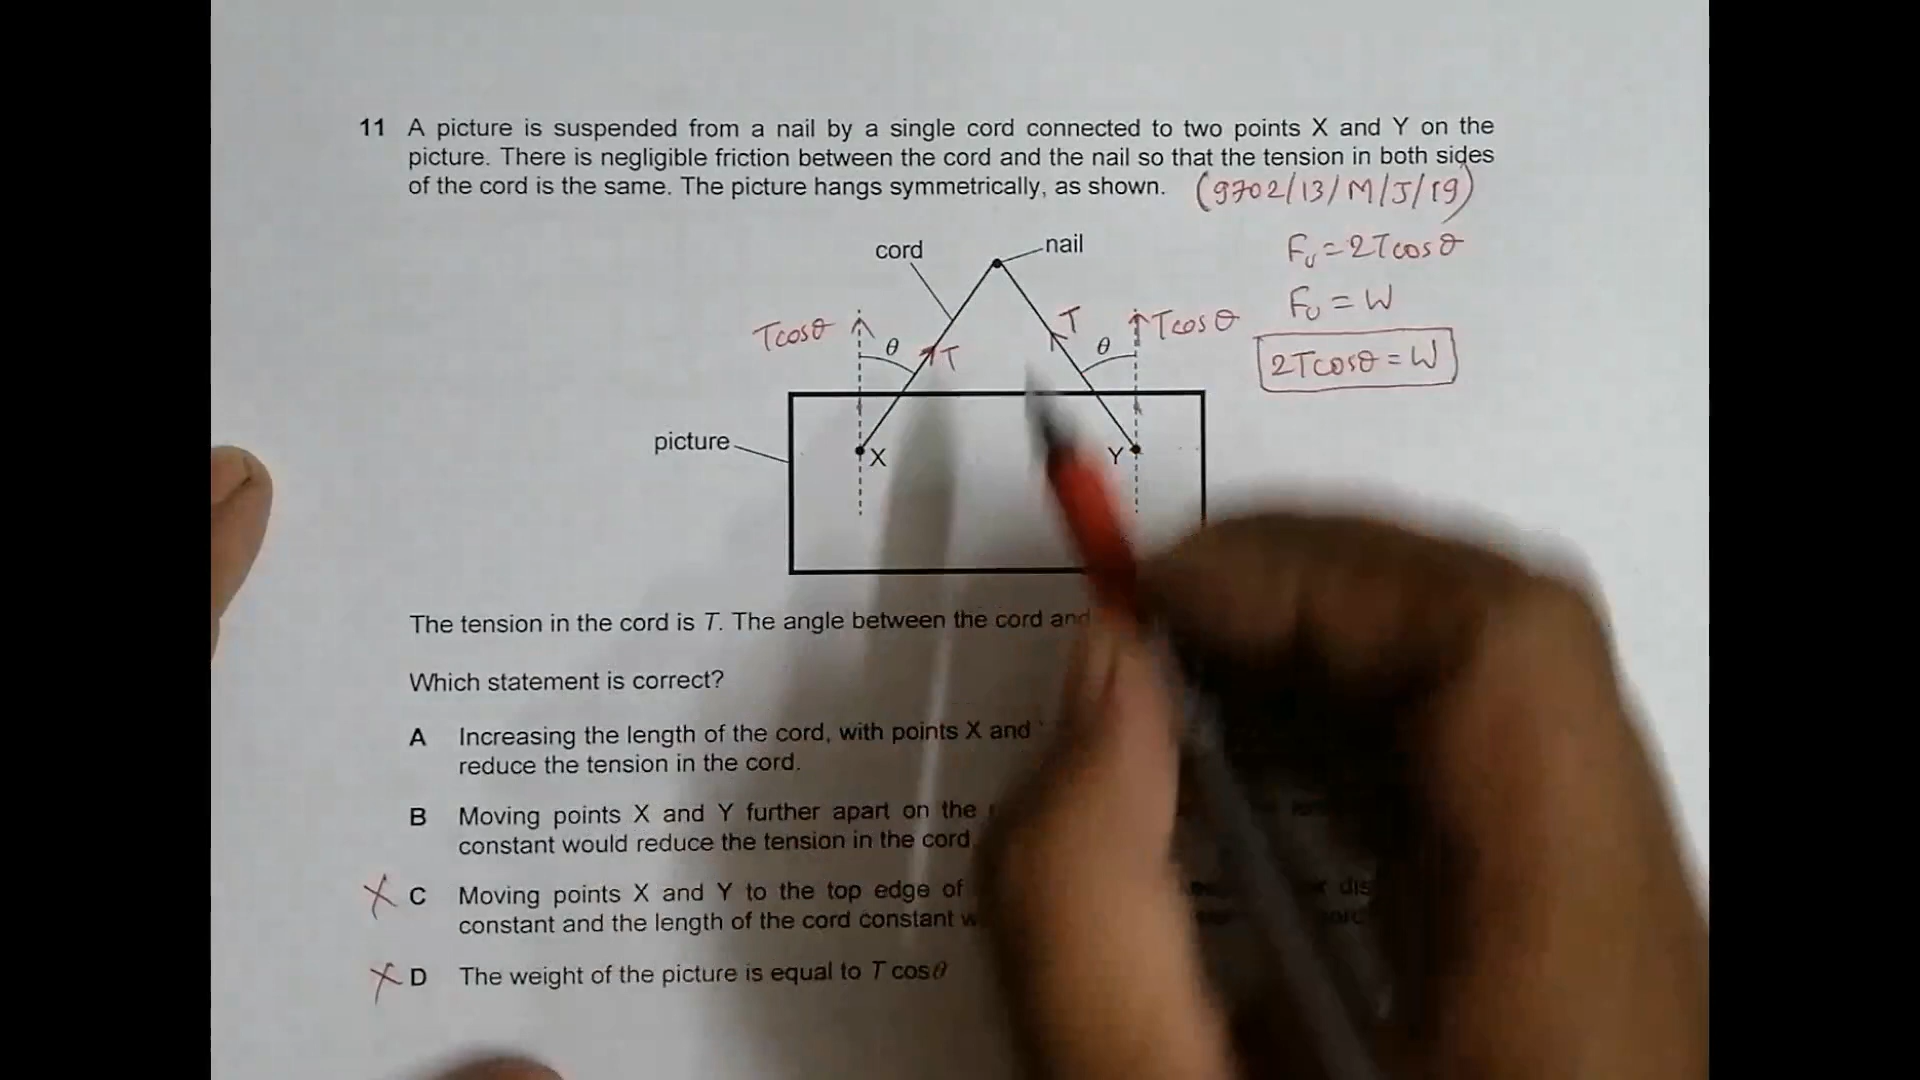 11 A picture is suspended from a nail by a single cord connected to two points X and Y on the
picture. There is negligible friction between the cord and the nail so that the tension in both sides
of the cord is the same. The picture hangs symmetrically, as shown. (9702/13/M/J/19)
cord
nail
Fᵤ = 2Tcosθ
Fᵤ = W
2Tcosθ = W
Tcosθ
θ
T
T
θ
Tcosθ
picture
X
Y
The tension in the cord is T. The angle between the cord and
Which statement is correct?
A Increasing the length of the cord, with points X and
reduce the tension in the cord.
B Moving points X and Y further apart on the
constant would reduce the tension in the cord
C Moving points X and Y to the top edge of
constant and the length of the cord constant
D The weight of the picture is equal to T cosθ